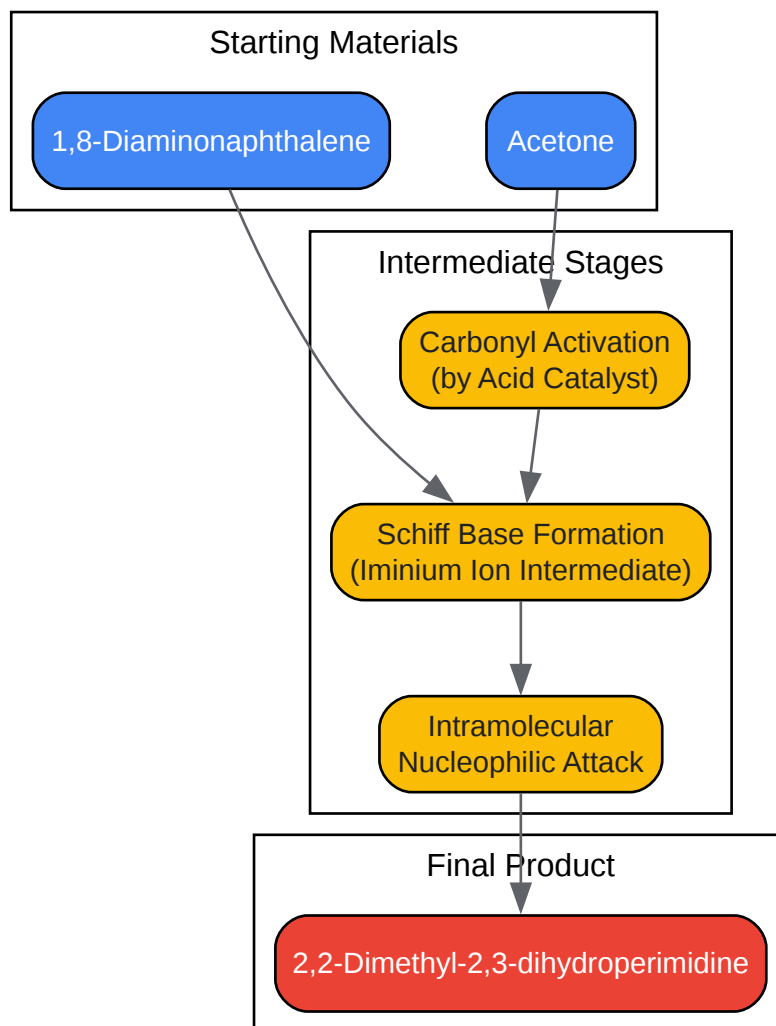 Starting Materials
1,8-Diaminonaphthalene
Acetone
Intermediate Stages
Carbonyl Activation
(by Acid Catalyst)
Schiff Base Formation
(Iminium Ion Intermediate)
Intramolecular
Nucleophilic Attack
Final Product
2,2-Dimethyl-2,3-dihydroperimidine